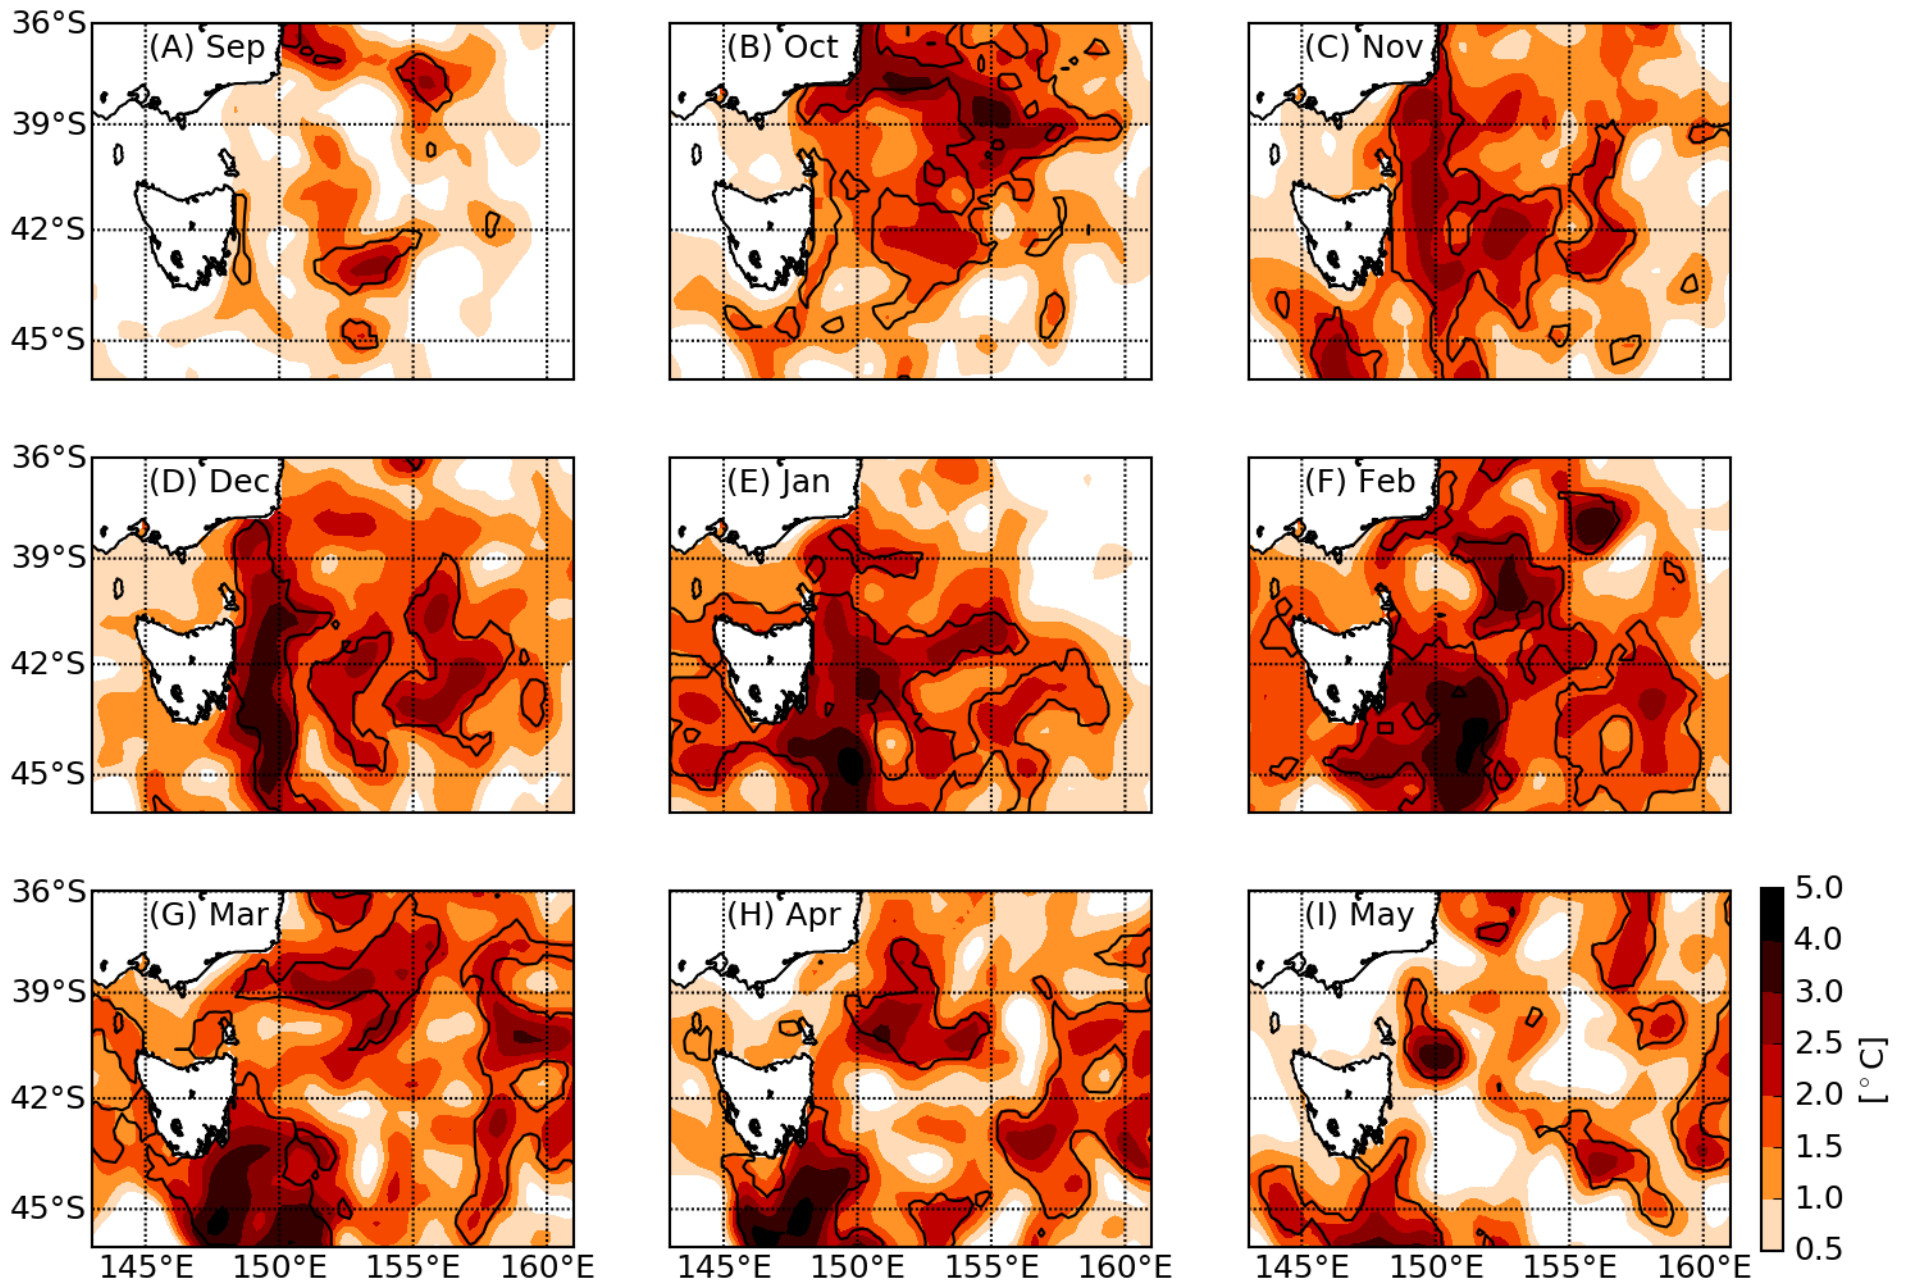 36°S
(A) Sep
(B) Oct
(C) Nov
39°S
42°S
45°S
36°S
(D) Dec
(E) Jan
(F) Feb
39°S
42°S
45°S
36°S
(G) Mar
(H) Apr
(I) May
39°S
42°S
45°S
145°E 150°E 155°E 160°E
145°E 150°E 155°E 160°E
145°E 150°E 155°E 160°E
5.0
4.0
3.0
2.5
2.0
1.5
1.0
0.5
[°C]